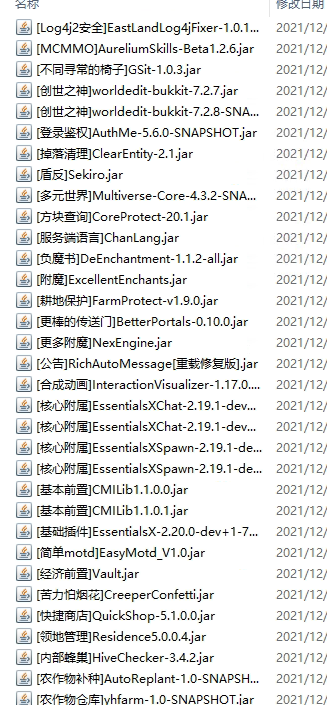 名称 修改日期
[Log4j2安全]EastLandLog4jFixer-1.0.1... 2021/12/
[MCMMO]AureliumSkills-Beta1.2.6.jar 2021/12/
[不同寻常的椅子]GSit-1.0.3.jar 2021/12/
[创世之神]worldedit-bukkit-7.2.7.jar 2021/12/
[创世之神]worldedit-bukkit-7.2.8-SNA... 2021/12/
[登录鉴权]AuthMe-5.6.0-SNAPSHOT.jar 2021/12/
[掉落清理]ClearEntity-2.1.jar 2021/12/
[盾反]Sekiro.jar 2021/12/
[多元世界]Multiverse-Core-4.3.2-SNA... 2021/12/
[方块查询]CoreProtect-20.1.jar 2021/12/
[服务端语言]ChanLang.jar 2021/12/
[负魔书]DeEnchantment-1.1.2-all.jar 2021/12/
[附魔]ExcellentEnchants.jar 2021/12/
[耕地保护]FarmProtect-v1.9.0.jar 2021/12/
[更棒的传送门]BetterPortals-0.10.0.jar 2021/12/
[更多附魔]NexEngine.jar 2021/12/
[公告]RichAutoMessage[重载修复版].jar 2021/12/
[合成动画]InteractionVisualizer-1.17.0.... 2021/12/
[核心附属]EssentialsXChat-2.19.1-dev... 2021/12/
[核心附属]EssentialsXChat-2.19.1-dev... 2021/12/
[核心附属]EssentialsXSpawn-2.19.1-de... 2021/12/
[核心附属]EssentialsXSpawn-2.19.1-de... 2021/12/
[基本前置]CMILib1.1.0.0.jar 2021/12/
[基本前置]CMILib1.1.0.1.jar 2021/12/
[基础插件]EssentialsX-2.20.0-dev+1-7... 2021/12/
[简单motd]EasyMotd_V1.0.jar 2021/12/
[经济前置]Vault.jar 2021/12/
[苦力怕烟花]CreeperConfetti.jar 2021/12/
[快捷商店]QuickShop-5.1.0.0.jar 2021/12/
[领地管理]Residence5.0.0.4.jar 2021/12/
[内部蜂巢]HiveChecker-3.4.2.jar 2021/12/
[农作物补种]AutoReplant-1.0-SNAPSH... 2021/12/
[农作物仓库]yhfarm-1.0-SNAPSHOT.jar 2021/12/